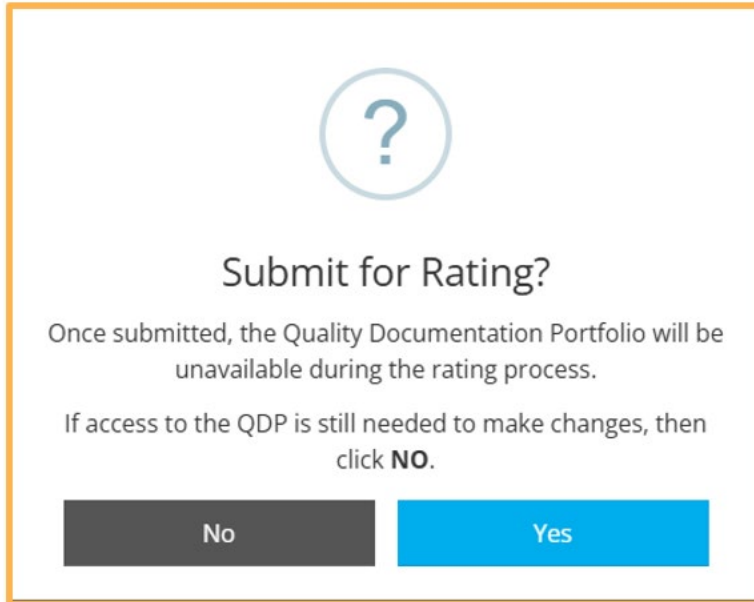 ?
Submit for Rating?
Once submitted, the Quality Documentation Portfolio will be
unavailable during the rating process.
If access to the QDP is still needed to make changes, then
click NO.
No
Yes